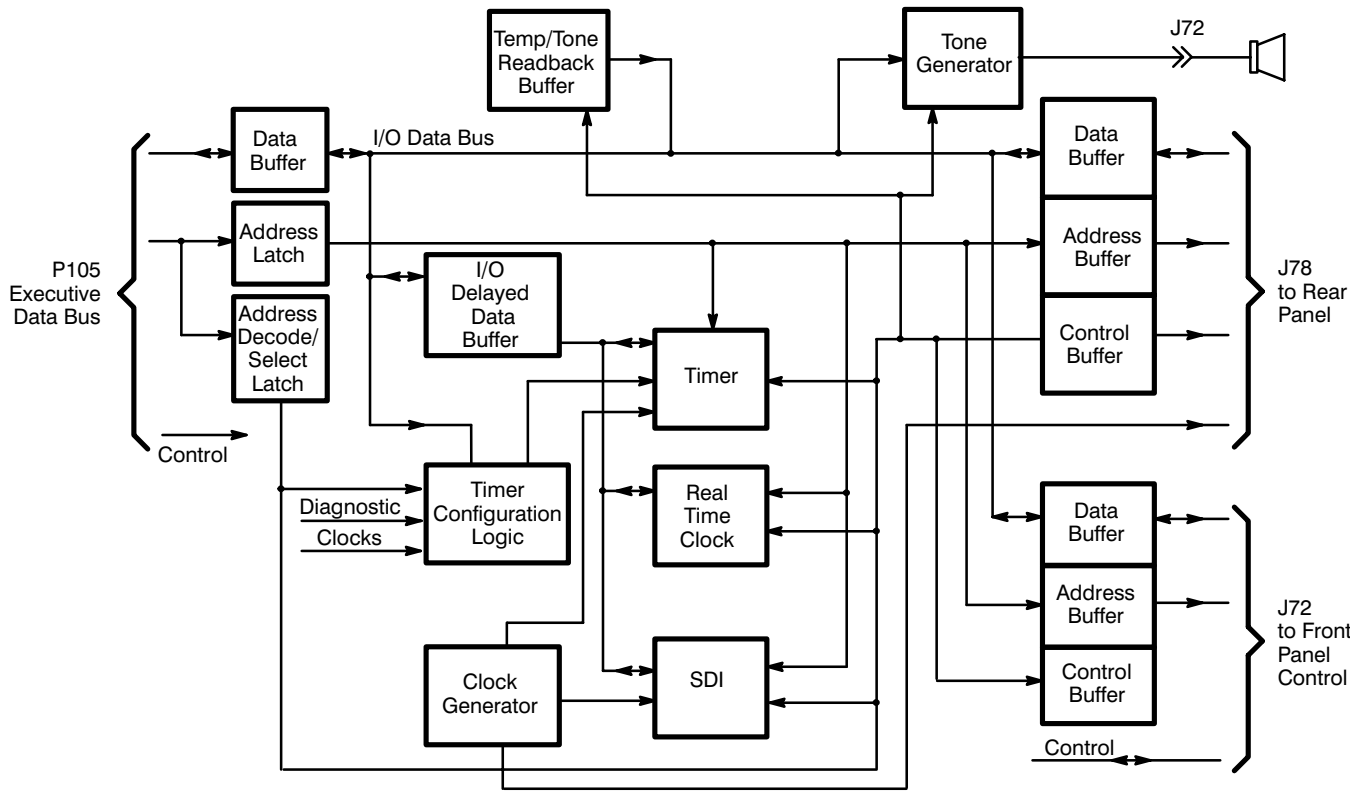 Temp/Tone
Readback
Buffer
Tone
Generator
J72
Data
Buffer
I/O Data Bus
Data
Buffer
Address
Latch
Address
Buffer
P105
Executive
Data Bus
I/O
Delayed
Data
Buffer
J78
to Rear
Panel
Address
Decode/
Select
Latch
Timer
Control
Buffer
Control
Diagnostic
Clocks
Timer
Configuration
Logic
Real
Time
Clock
Data
Buffer
Address
Buffer
J72
to Front
Panel
Control
Clock
Generator
SDI
Control
Buffer
Control